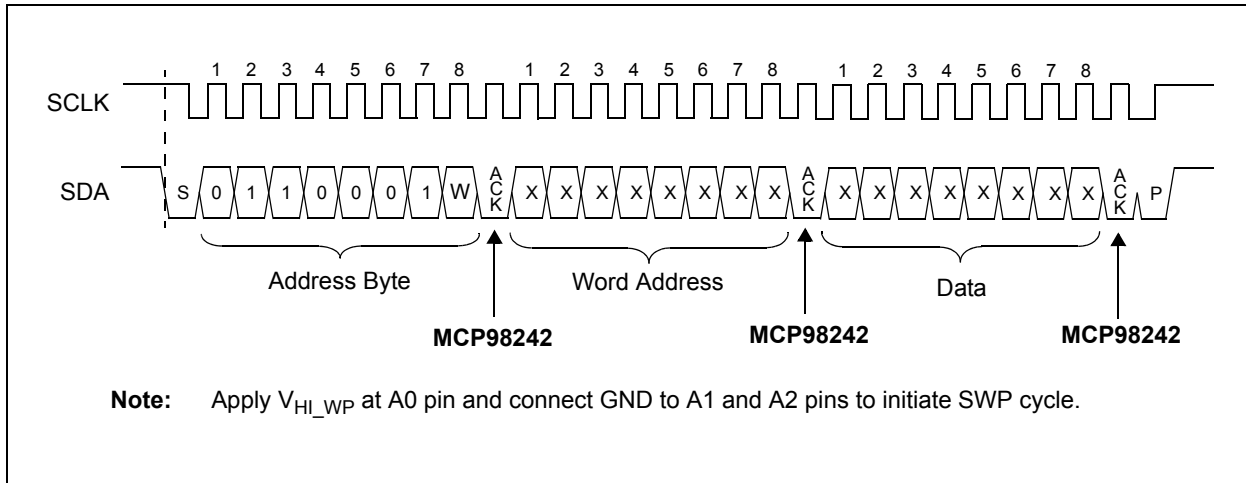 1 2 3 4 5 6 7 8 1 2 3 4 5 6 7 8 1 2 3 4 5 6 7 8
SCLK
SDA S 0 1 1 0 0 0 1 W ACK X X X X X X X X ACK X X X X X X X X ACK P
Address Byte Word Address Data
MCP98242 MCP98242 MCP98242
Note: Apply VHI_WP at A0 pin and connect GND to A1 and A2 pins to initiate SWP cycle.